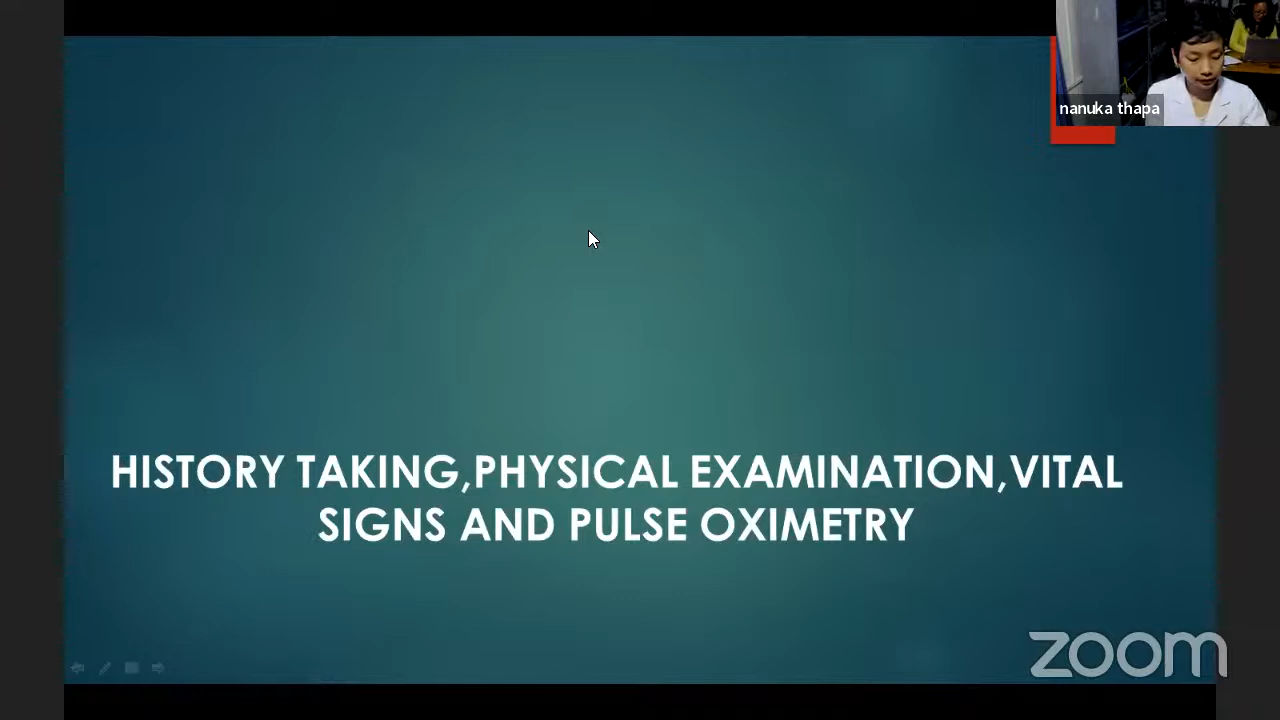 nanuka thapa
HISTORY TAKING,PHYSICAL EXAMINATION,VITAL
SIGNS AND PULSE OXIMETRY
zoom